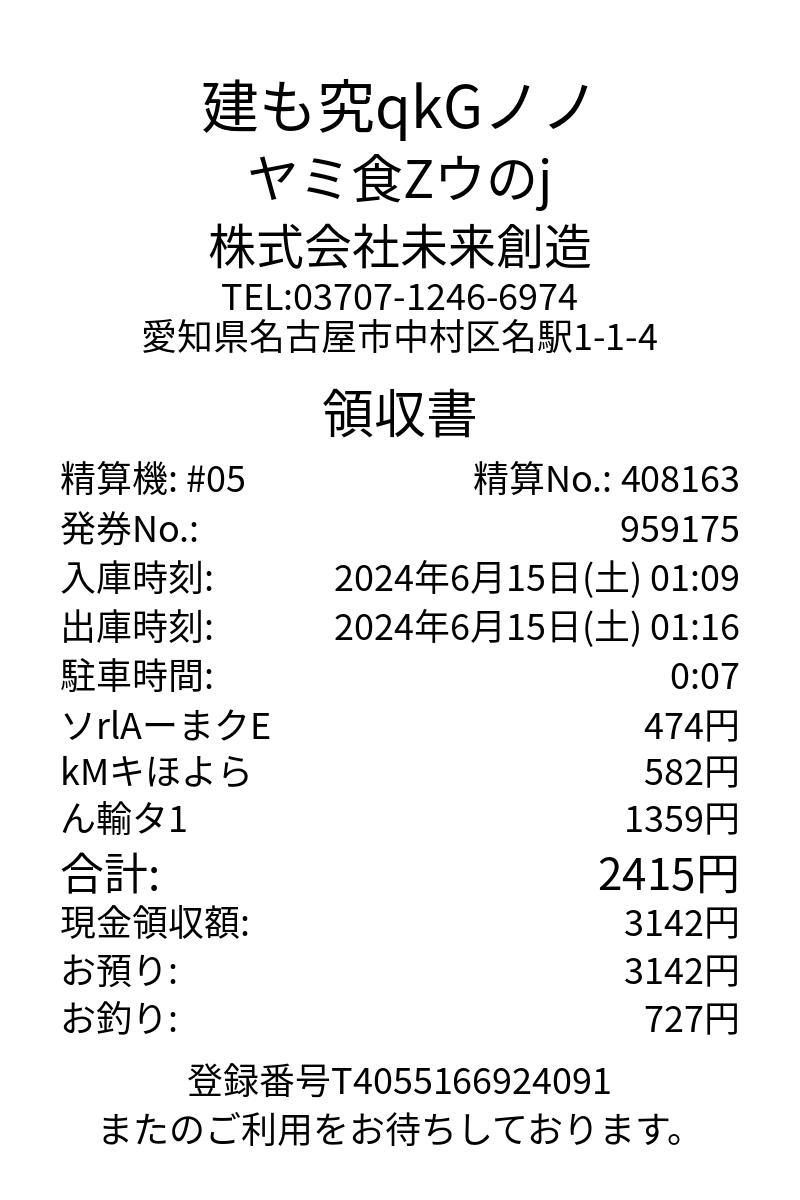 建も究qkGノノ
ヤミ食Zウのj
株式会社未来創造
TEL:03707-1246-6974
愛知県名古屋市中村区名駅1-1-4
領収書
精算機: #05 精算No.: 408163
発券No.: 959175
入庫時刻: 2024年6月15日(土) 01:09
出庫時刻: 2024年6月15日(土) 01:16
駐車時間: 0:07
ソrlAーまクE 474円
kMキほよら 582円
ん輸タ1 1359円
合計: 2415円
現金領収額: 3142円
お預り: 3142円
お釣り: 727円
登録番号T4055166924091
またのご利用をお待ちしております。